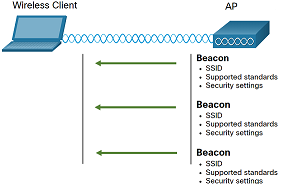 Wireless Client
AP
Beacon
• SSID
• Supported standards
• Security settings
Beacon
• SSID
• Supported standards
• Security settings
Beacon
• SSID
• Supported standards
• Security settings